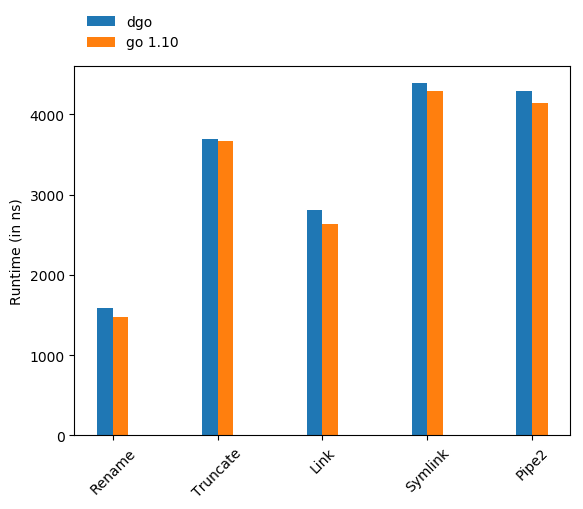 dgo
go 1.10
4000
3000
2000
1000
0
Runtime (in ns)
Rename
Truncate
Link
Symlink
Pipe2